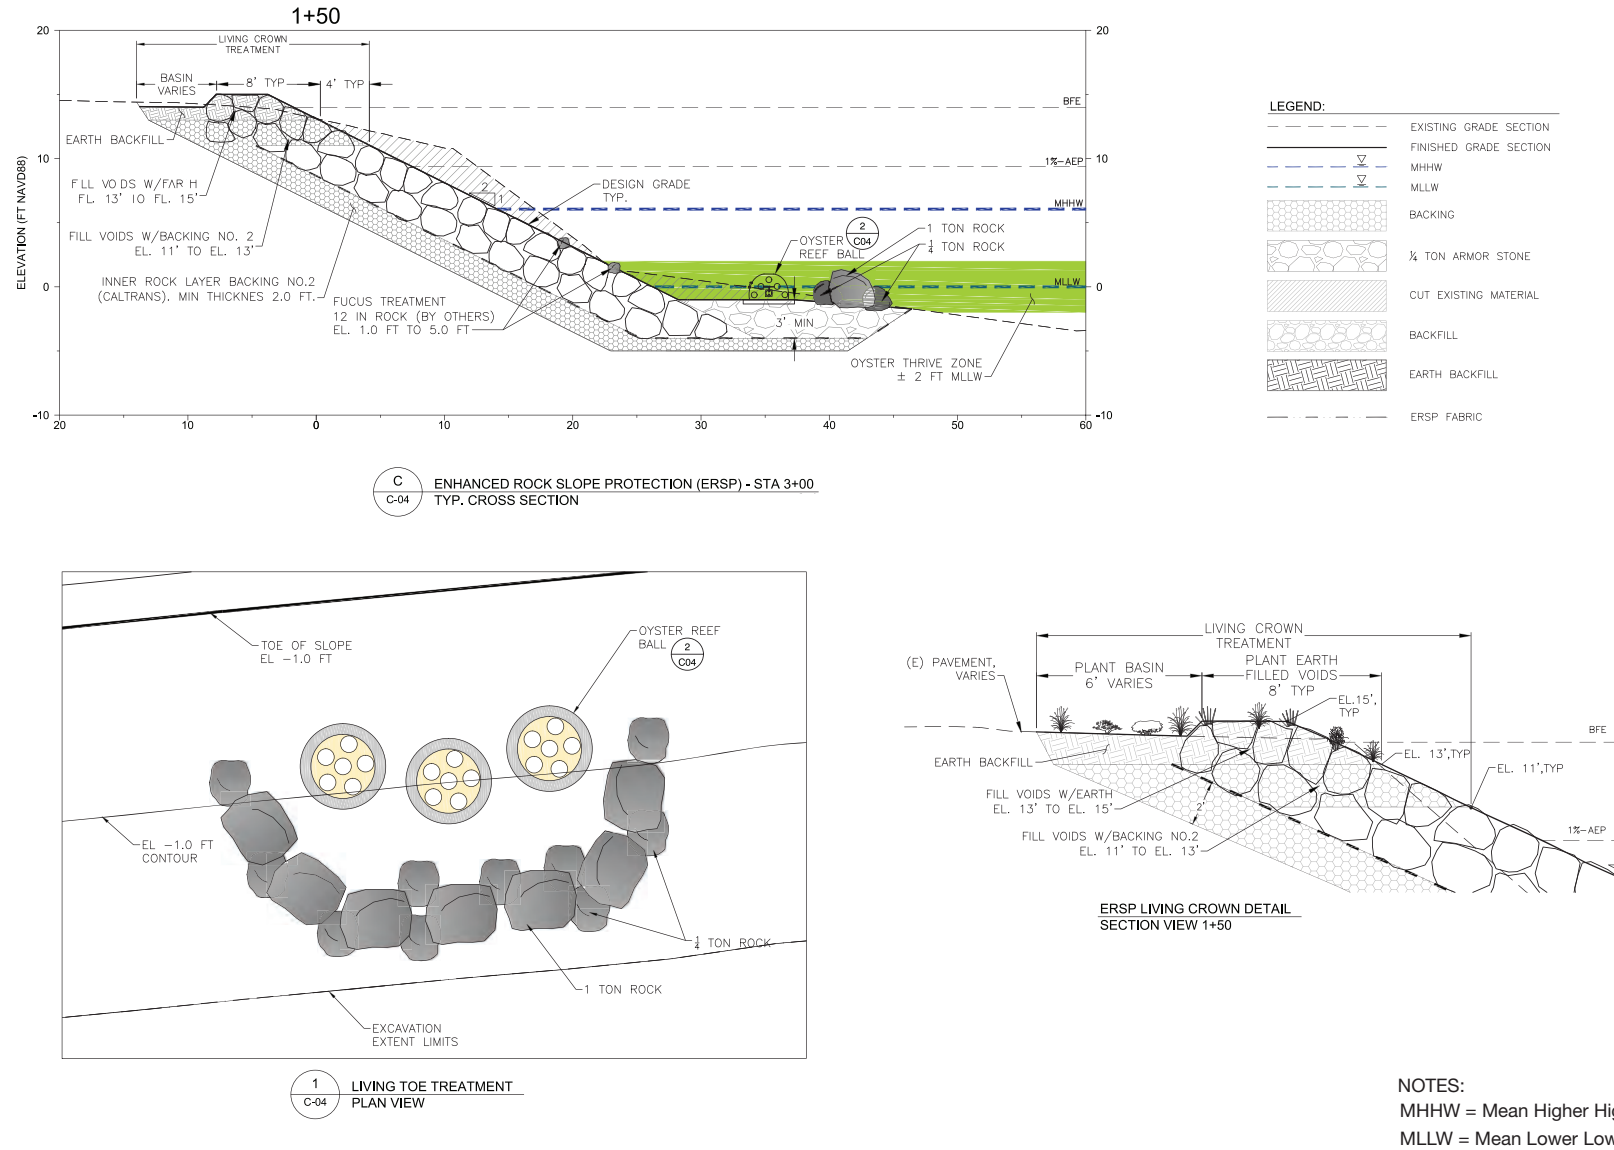 1+50
20
20
LIVING CROWN
TREATMENT
BASIN
VARIES
8' TYP
4' TYP
BFE
EARTH BACKFILL
10
1%-AEP
10
FILL VOIDS W/EARTH
EL. 13' TO EL. 15'
2
1
DESIGN GRADE
TYP.
MHHW
FILL VOIDS W/BACKING NO. 2
EL. 11' TO EL. 13'
OYSTER
REEF BALL
2
C04
1 TON ROCK
1/4 TON ROCK
ELEVATION (FT NAVD88)
INNER ROCK LAYER BACKING NO.2
(CALTRANS). MIN THICKNES 2.0 FT.
0
MLLW
0
FUCUS TREATMENT
12 IN ROCK (BY OTHERS)
EL. 1.0 FT TO 5.0 FT
3' MIN
OYSTER THRIVE ZONE
± 2 FT MLLW
-10
-10
20
10
0
10
20
30
40
50
60
LEGEND:
EXISTING GRADE SECTION
FINISHED GRADE SECTION
MHHW
MLLW
BACKING
¼ TON ARMOR STONE
CUT EXISTING MATERIAL
BACKFILL
EARTH BACKFILL
ERSP FABRIC
C
C-04
ENHANCED ROCK SLOPE PROTECTION (ERSP) - STA 3+00
TYP. CROSS SECTION
TOE OF SLOPE
EL -1.0 FT
OYSTER REEF
BALL
2
C04
EL -1.0 FT
CONTOUR
1/4 TON ROCK
1 TON ROCK
EXCAVATION
EXTENT LIMITS
1
C-04
LIVING TOE TREATMENT
PLAN VIEW
LIVING CROWN
TREATMENT
(E) PAVEMENT,
VARIES
PLANT BASIN
6' VARIES
PLANT EARTH
FILLED VOIDS
8' TYP
EL.15',
TYP
BFE
EARTH BACKFILL
EL. 13',TYP
EL. 11',TYP
FILL VOIDS W/EARTH
EL. 13' TO EL. 15'
2'
FILL VOIDS W/BACKING NO.2
EL. 11' TO EL. 13'
1%-AEP
ERSP LIVING CROWN DETAIL
SECTION VIEW 1+50
NOTES:
MHHW = Mean Higher Hig
MLLW = Mean Lower Low